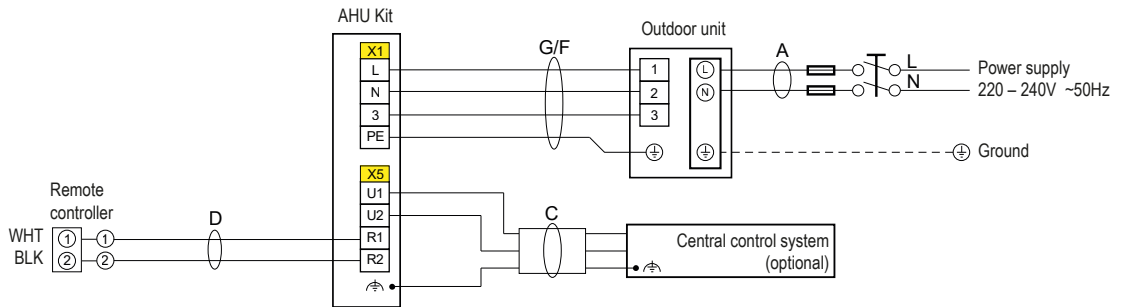 AHU Kit
G/F
Outdoor unit
A
X1
L
N
3
PE
1
2
3
L
N
L
N
Power supply
220 – 240V ~50Hz
Ground
X5
U1
U2
R1
R2
Remote
controller
WHT
BLK
1
2
1
2
D
C
Central control system
(optional)